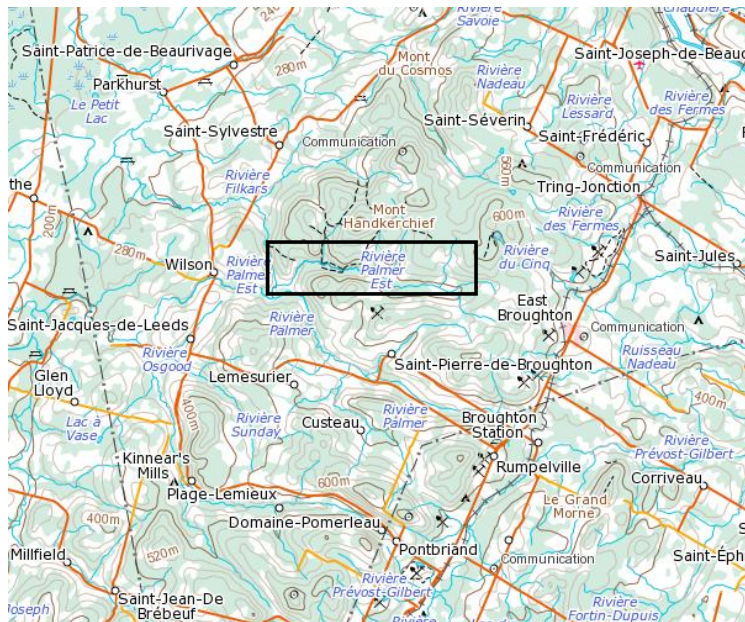 Rivière
Savoie
Chaudière
240
Saint-Patrice-de-Beaurivage
280m
Mont
du Cosmos
Rivière
Nadeau
Saint-Joseph-de-Beauc
Parkhurst
Le Petit
Lac
Rivière
Lessard
Rivière
des Fermes
Saint-Sylvestre
Communication
Saint-Séverin
Saint-Frédéric
Communication
Rivière
Filkars
560m
Tring-Jonction
the
200m
Mont
Handkerchief
600m
Rivière
des Fermes
280m
Wilson
Rivière
Palmer
Est
Rivière
Palmer
Est
Rivière
du Cinq
Saint-Jules
East
Broughton
Saint-Jacques-de-Leeds
Rivière
Palmer
Communication
Rivière
Osgood
Saint-Pierre-de-Broughton
Ruisseau
Nadeau
Glen
Lloyd
Lemesurier
400m
400m
Lac à
Vase
Rivière
Sunday
Custeau
Rivière
Palmer
Broughton
Station
Rivière
Prévost-Gilbert
Kinnear's
Mills
Rumpelville
Plage-Lemieux
600m
Corriveau
Le Grand
Morne
400m
Domaine-Pomerleau
520m
Millfield
Pontbriand
Communication
Saint-Éph
Rivière
Prévost-Gilbert
Saint-Jean-De
Brébeuf
Joseph
Rivière
Fortin-Dupuis